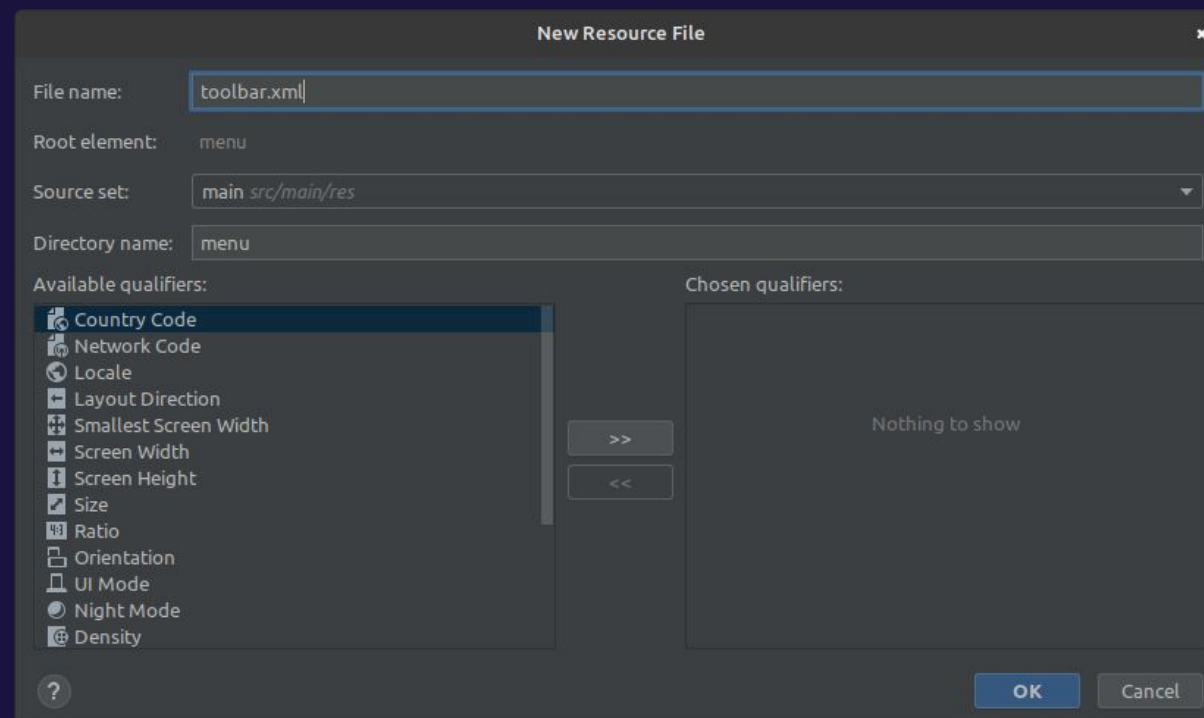 New Resource File
File name: toolbar.xml
Root element: menu
Source set: main src/main/res
Directory name: menu
Available qualifiers: Chosen qualifiers:
Country Code
Network Code
Locale
Layout Direction
Smallest Screen Width
Screen Width
Screen Height
Size
Ratio
Orientation
UI Mode
Night Mode
Density
Nothing to show
>>
<<
? OK Cancel